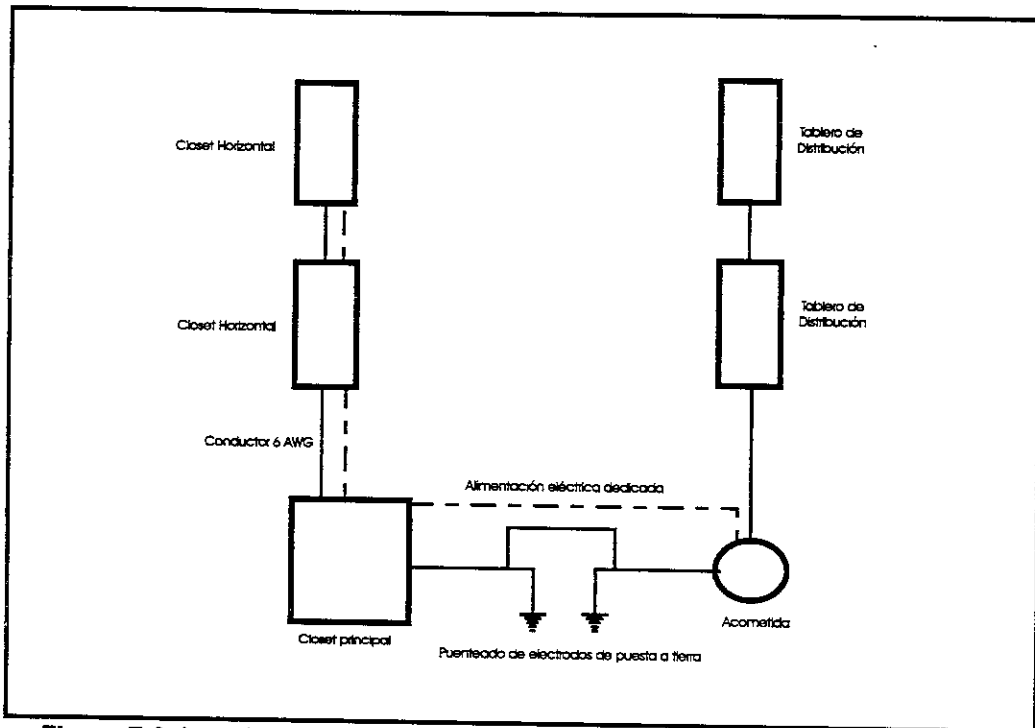 Closet Horizontal
Tablero de
Distribución
Closet Horizontal
Tablero de
Distribución
Conductor 6 AWG
Alimentación eléctrica dedicada
Closet principal
Acometida
Puenteado de electrodos de puesta a tierra